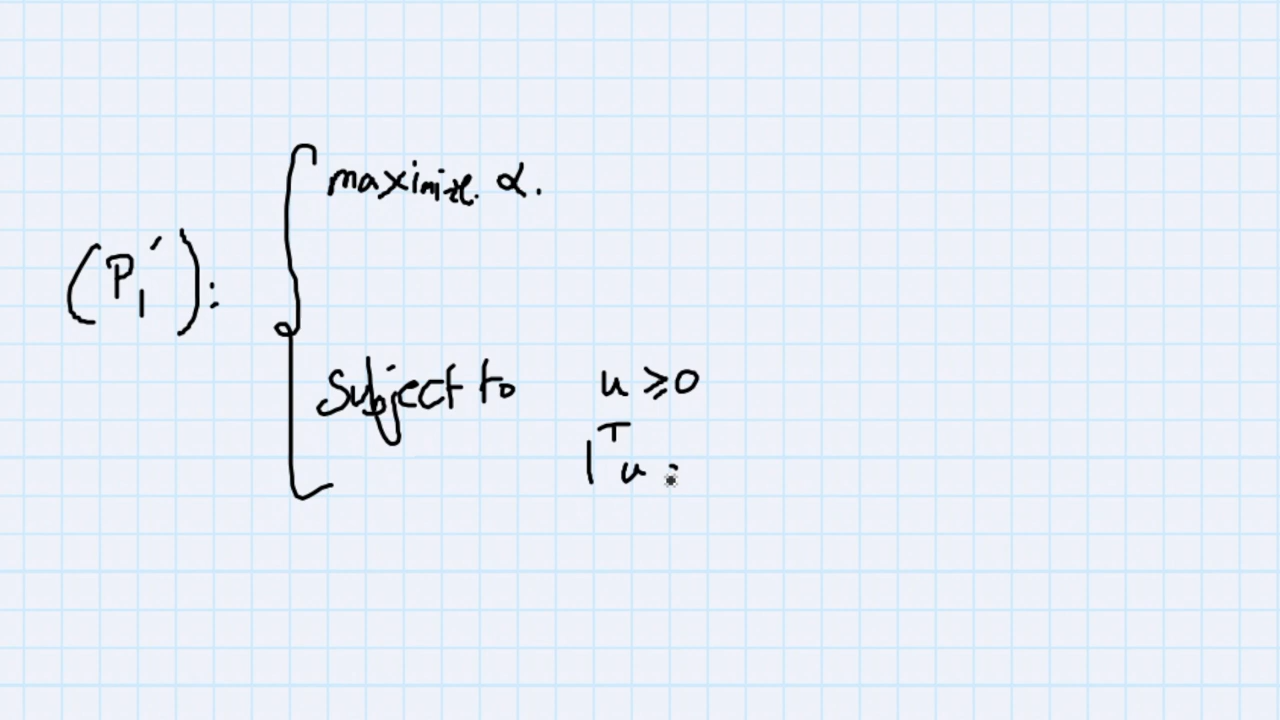 maximize α.
(P₁′):
Subject to u ⩾ 0
1ᵀu